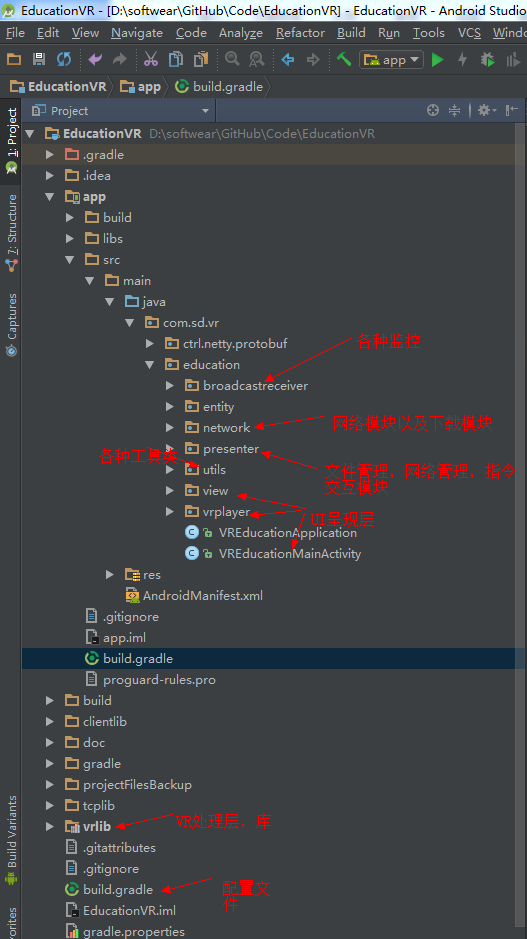 EducationVR - [D:\softwear\GitHub\Code\EducationVR] - EducationVR - Android Studio
File Edit View Navigate Code Analyze Refactor Build Run Tools VCS
app
EducationVR app build.gradle
Project
1: Project
7: Structure
Captures
Build Variants
EducationVR D:\softwear\GitHub\Code\EducationVR
.gradle
.idea
app
build
libs
src
main
java
com.sd.vr
ctrl.netty.protobuf
各种监控
education
broadcastreceiver
entity
network
网络模块以及下载模块
presenter
各种工具类
utils
文件管理，网络管理，指令
交互模块
view
vrplayer
UI呈现层
VREducationApplication
VREducationMainActivity
res
AndroidManifest.xml
.gitignore
app.iml
build.gradle
proguard-rules.pro
build
clientlib
doc
gradle
projectFilesBackup
tcplib
vrlib
VR处理层，库
.gitattributes
.gitignore
build.gradle
配置文
件
EducationVR.iml
gradle.properties